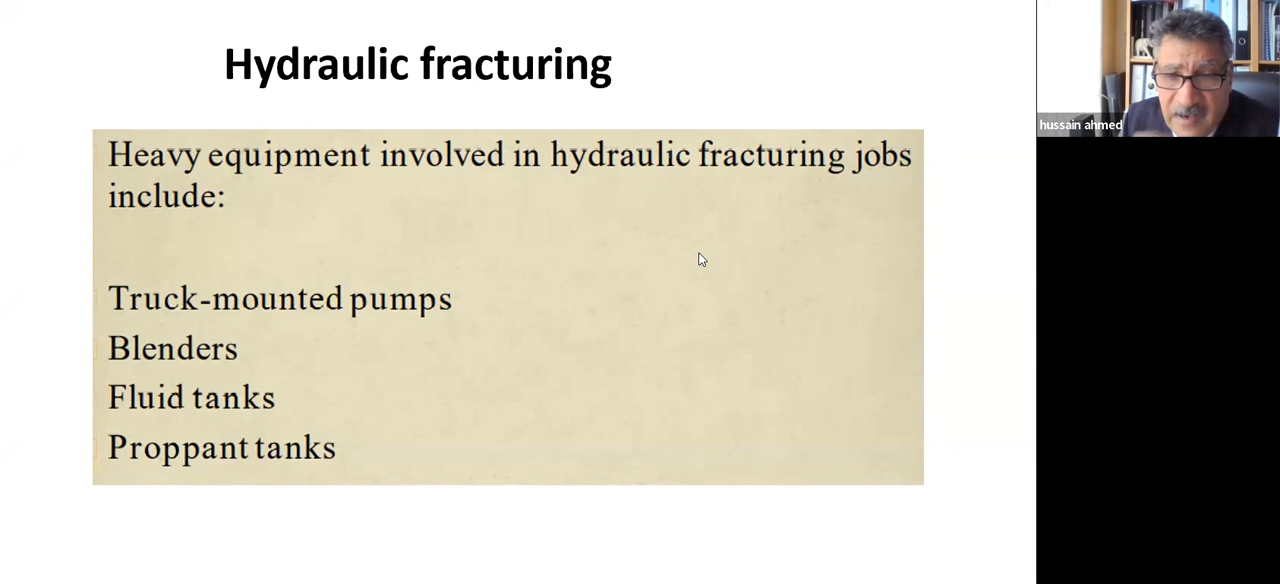 Hydraulic fracturing
Heavy equipment involved in hydraulic fracturing jobs
include:
Truck-mounted pumps
Blenders
Fluid tanks
Proppant tanks
hussain ahmed